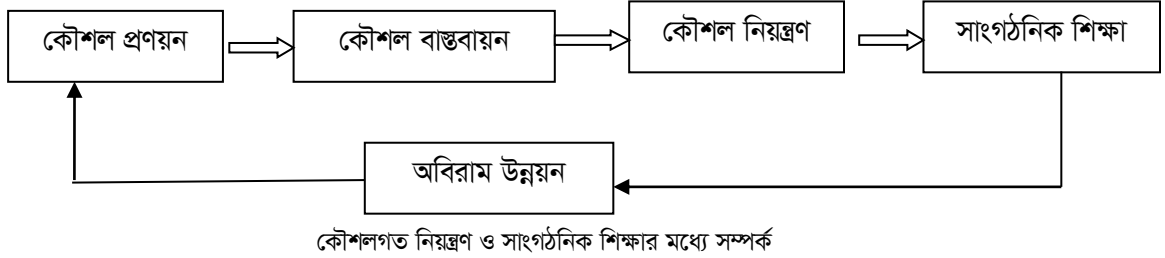 কৌশল প্রণয়ন
কৌশল বাস্তবায়ন
কৌশল নিয়ন্ত্রণ
সাংগঠনিক শিক্ষা
অবিরাম উন্নয়ন
কৌশলগত নিয়ন্ত্রণ ও সাংগঠনিক শিক্ষার মধ্যে সম্পর্ক